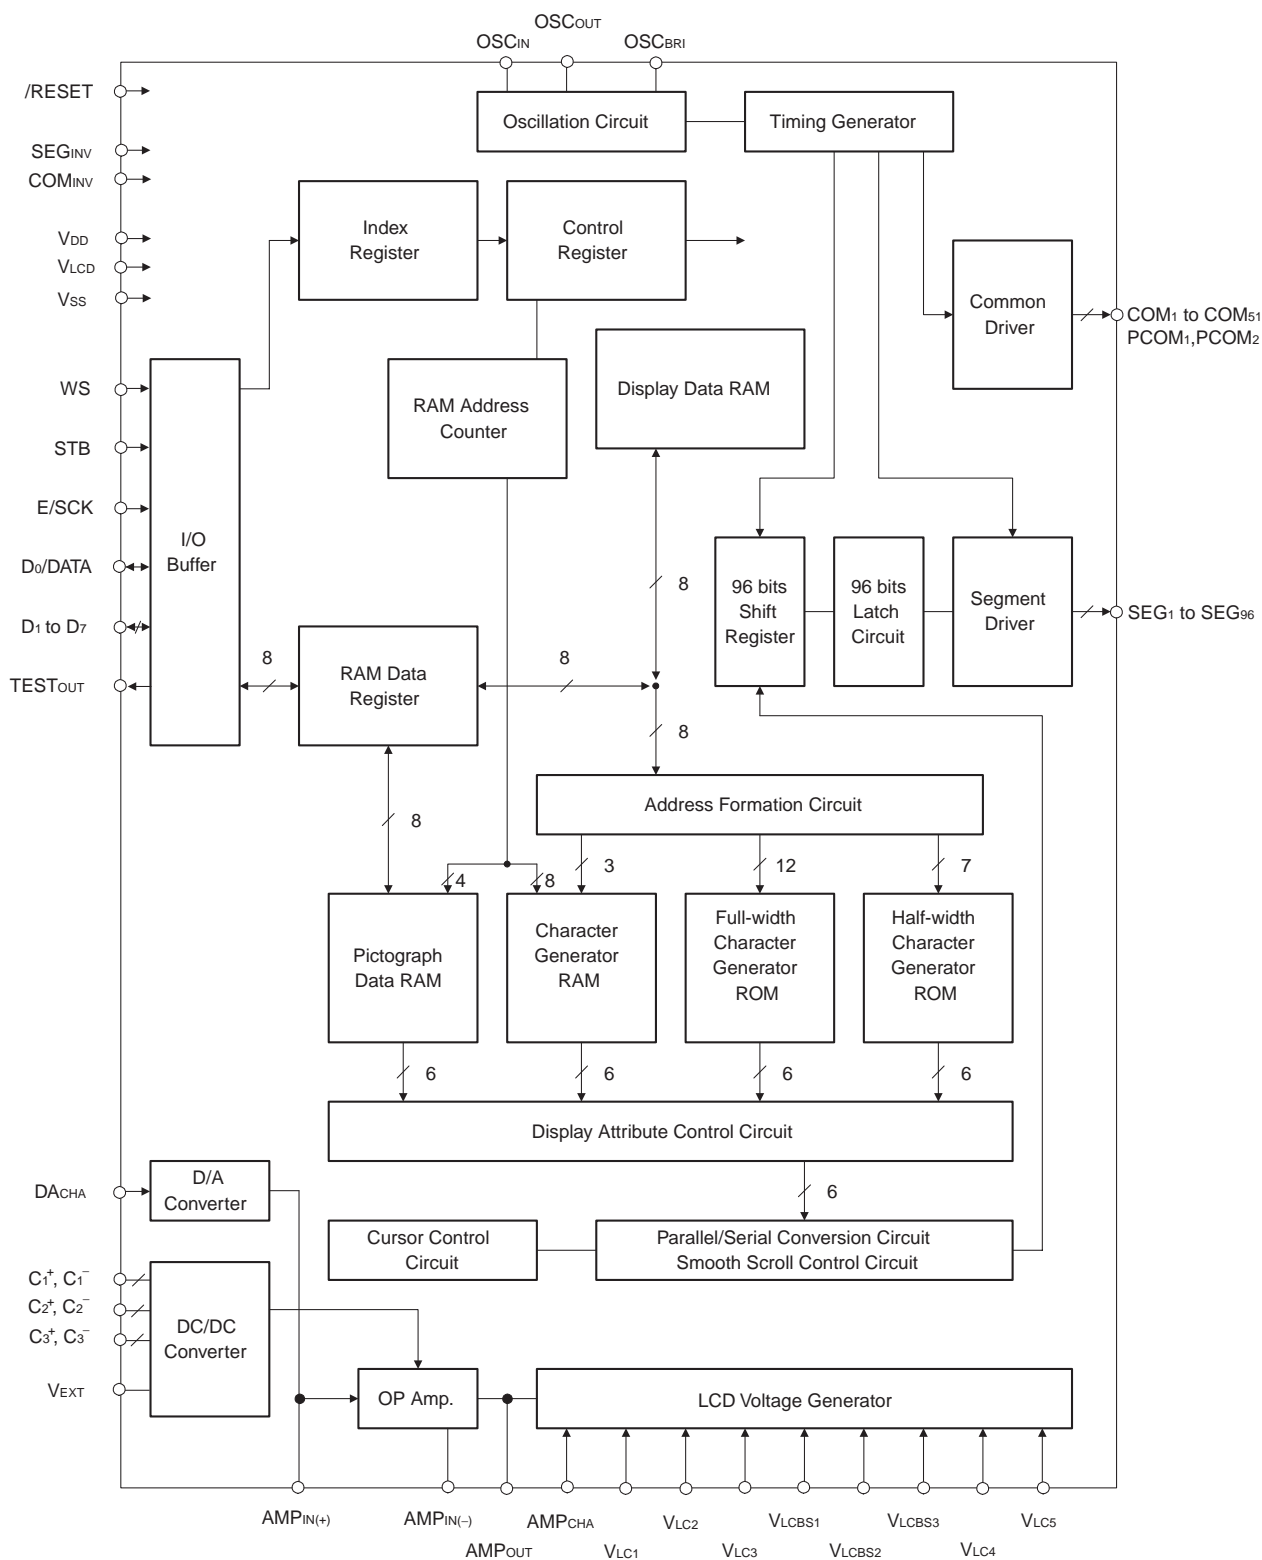 OSCOUT
OSCIN
OSCBRI
/RESET
Oscillation Circuit
Timing Generator
SEGINV
COMINV
Index
Register
Control
Register
VDD
VLCD
VSS
Common
Driver
COM1 to COM51
PCOM1,PCOM2
WS
RAM Address
Counter
Display Data RAM
STB
E/SCK
I/O
Buffer
D0/DATA
8
96 bits
Shift
Register
96 bits
Latch
Circuit
Segment
Driver
SEG1 to SEG96
D1 to D7
8
RAM Data
Register
8
TESTOUT
8
Address Formation Circuit
8
4
8
3
12
7
Pictograph
Data RAM
Character
Generator
RAM
Full-width
Character
Generator
ROM
Half-width
Character
Generator
ROM
6
6
6
6
Display Attribute Control Circuit
DACHA
D/A
Converter
6
Cursor Control
Circuit
Parallel/Serial Conversion Circuit
Smooth Scroll Control Circuit
C1+, C1–
C2+, C2–
C3+, C3–
DC/DC
Converter
VEXT
OP Amp.
LCD Voltage Generator
AMPIN(+)
AMPIN(–)
AMPOUT
AMPCHA
VLC1
VLC2
VLC3
VLCBS1
VLCBS2
VLCBS3
VLC4
VLC5